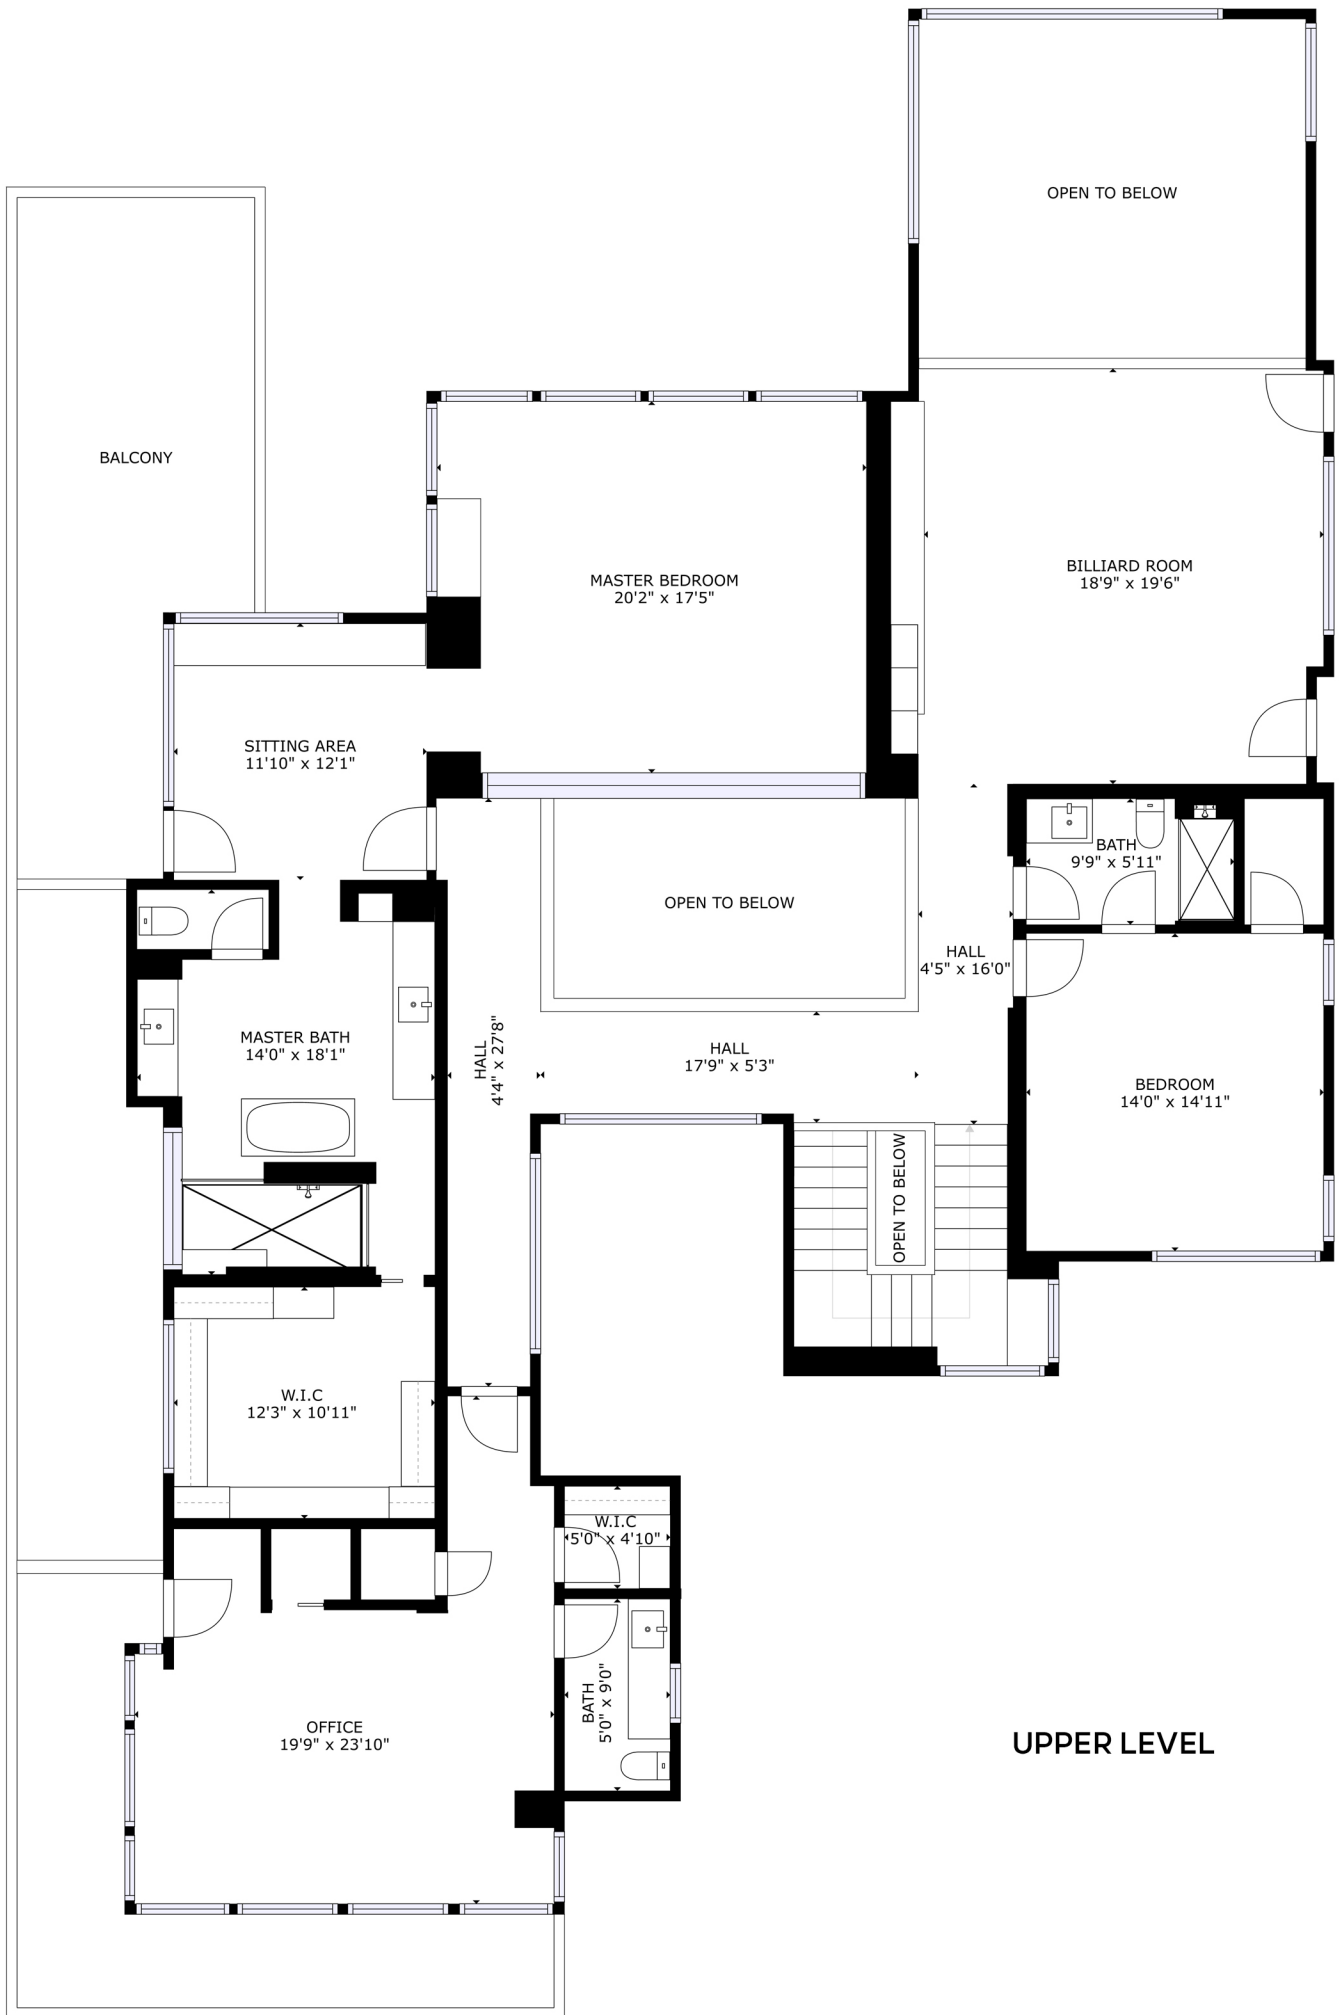 OPEN TO BELOW
BALCONY
BILLIARD ROOM
18'9" x 19'6"
MASTER BEDROOM
20'2" x 17'5"
SITTING AREA
11'10" x 12'1"
BATH
9'9" x 5'11"
OPEN TO BELOW
HALL
4'5" x 16'0"
MASTER BATH
14'0" x 18'1"
HALL
4'4" x 27'8"
HALL
17'9" x 5'3"
BEDROOM
14'0" x 14'11"
OPEN TO BELOW
W.I.C
12'3" x 10'11"
W.I.C
5'0" x 4'10"
BATH
5'0" x 9'0"
OFFICE
19'9" x 23'10"
UPPER LEVEL